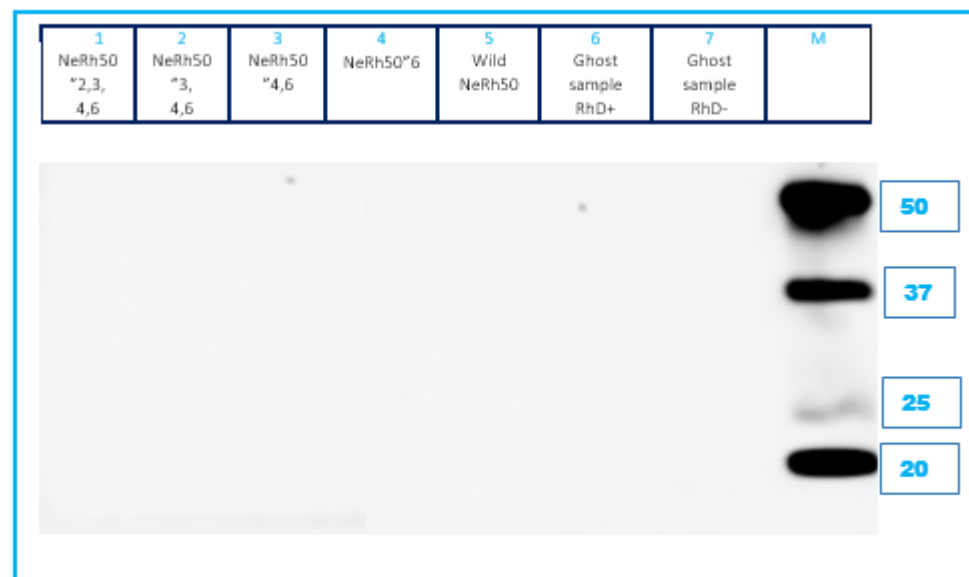 1 2 3 4 5 6 7 M
NeRh50 NeRh50 NeRh50 NeRh50”6 Wild Ghost Ghost
“2,3, “3, “4,6 NeRh50 sample sample
4,6 4,6 RhD+ RhD-
50
37
25
20